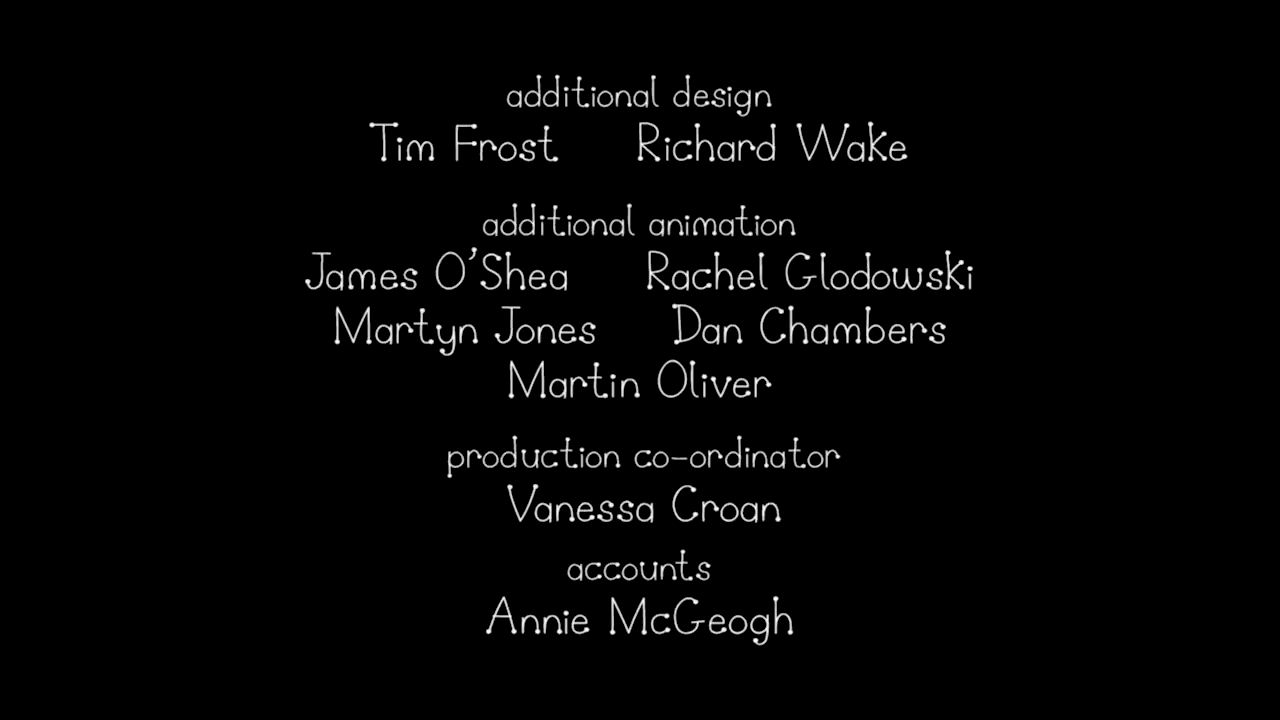 additional design
Tim Frost Richard Wake
additional animation
James O'Shea Rachel Glodowski
Martyn Jones Dan Chambers
Martin Oliver
production co-ordinator
Vanessa Croan
accounts
Annie McGeogh